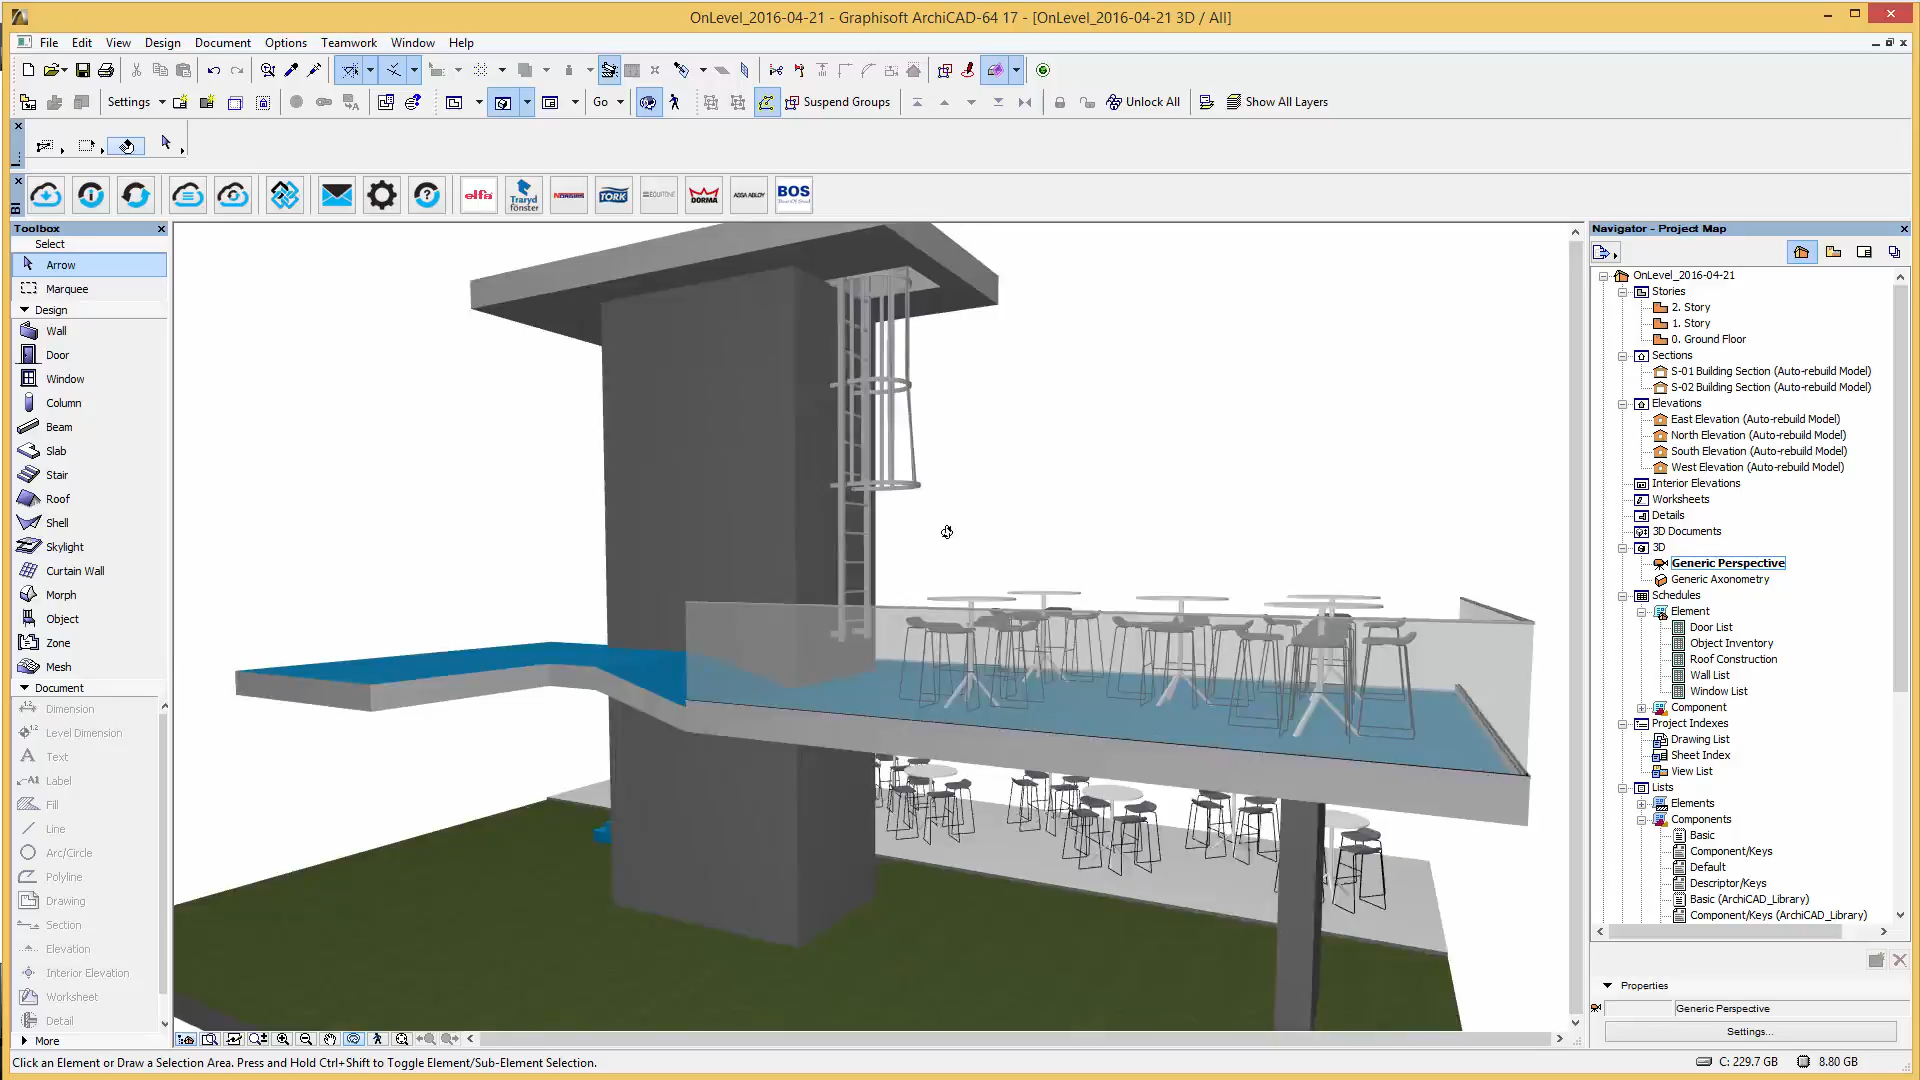 OnLevel_2016-04-21 - Graphisoft ArchiCAD-64 17 - [OnLevel_2016-04-21 3D / All]
File Edit View Design Document Options Teamwork Window Help
Settings Go Suspend Groups Unlock All Show All Layers
elfa Traryd fönster NORDIRS TORK EQUITONE DORMA ASSA ABLOY BOS
Toolbox
Select
Arrow
Marquee
Design
Wall
Door
Window
Column
Beam
Slab
Stair
Roof
Shell
Skylight
Curtain Wall
Morph
Object
Zone
Mesh
Document
Dimension
Level Dimension
Text
Label
Fill
Line
Arc/Circle
Polyline
Drawing
Section
Elevation
Interior Elevation
Worksheet
Detail
More
Navigator - Project Map
OnLevel_2016-04-21
Stories
2. Story
1. Story
0. Ground Floor
Sections
S-01 Building Section (Auto-rebuild Model)
S-02 Building Section (Auto-rebuild Model)
Elevations
East Elevation (Auto-rebuild Model)
North Elevation (Auto-rebuild Model)
South Elevation (Auto-rebuild Model)
West Elevation (Auto-rebuild Model)
Interior Elevations
Worksheets
Details
3D Documents
3D
Generic Perspective
Generic Axonometry
Schedules
Element
Door List
Object Inventory
Roof Construction
Wall List
Window List
Component
Project Indexes
Drawing List
Sheet Index
View List
Lists
Elements
Components
Basic
Component/Keys
Default
Descriptor/Keys
Basic (ArchiCAD_Library)
Component/Keys (ArchiCAD_Library)
Properties
Generic Perspective
Settings...
Click an Element or Draw a Selection Area. Press and Hold Ctrl+Shift to Toggle Element/Sub-Element Selection.
C: 229.7 GB 8.80 GB